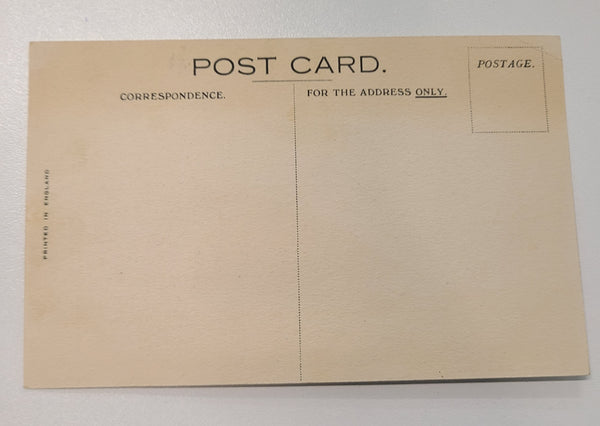 POST CARD.
CORRESPONDENCE.
FOR THE ADDRESS ONLY.
POSTAGE.
PRINTED IN ENGLAND